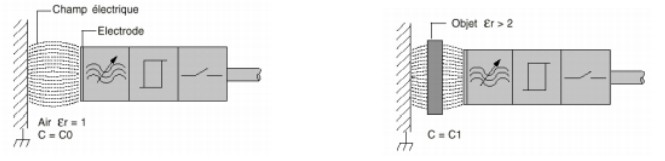 Champ électrique
Electrode
Air εr = 1
C = C0
Objet εr > 2
C = C1